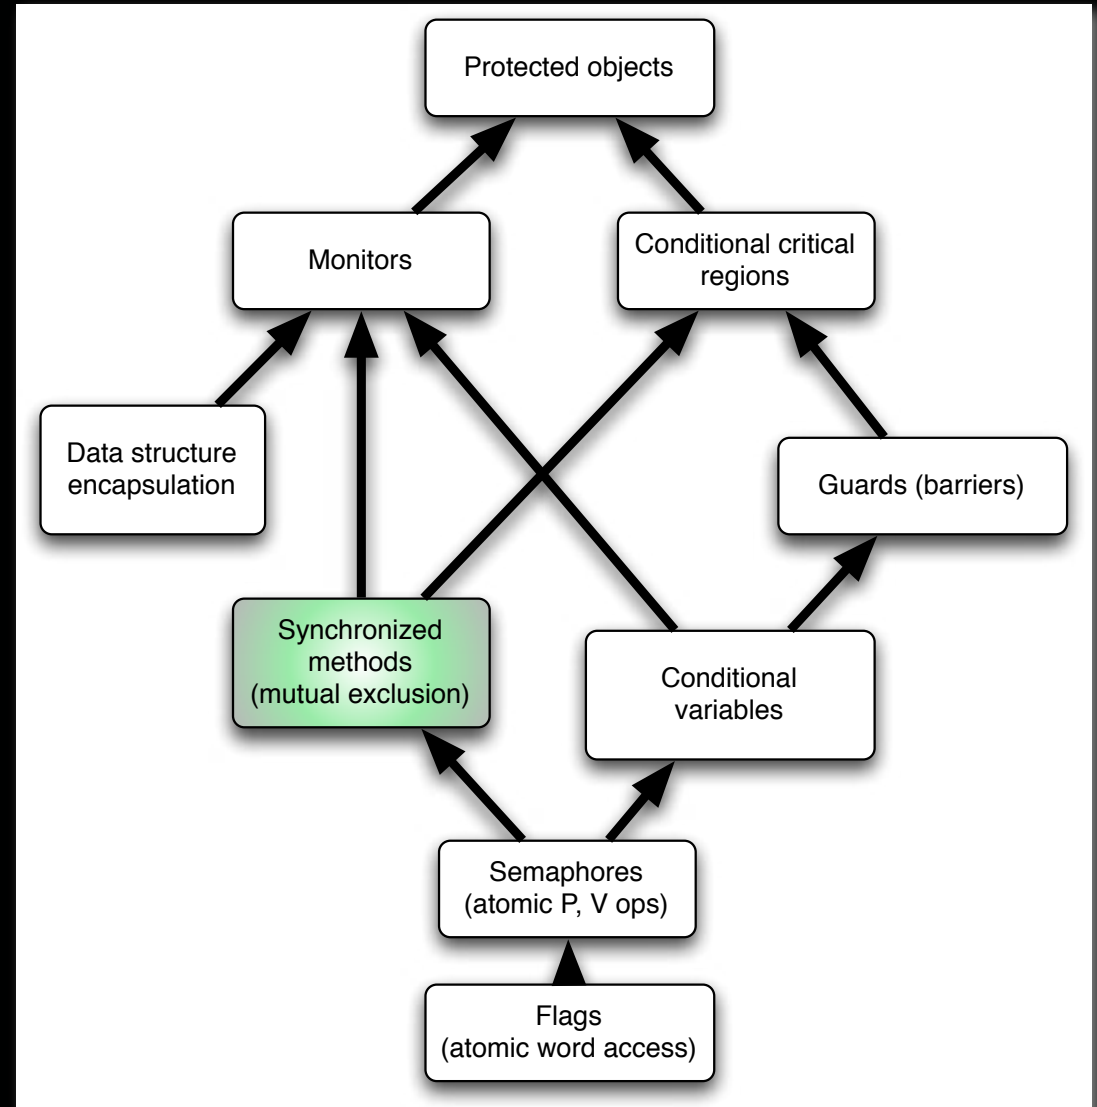 Protected objects
Monitors
Conditional critical
regions
Data structure
encapsulation
Guards (barriers)
Synchronized
methods
(mutual exclusion)
Conditional
variables
Semaphores
(atomic P, V ops)
Flags
(atomic word access)